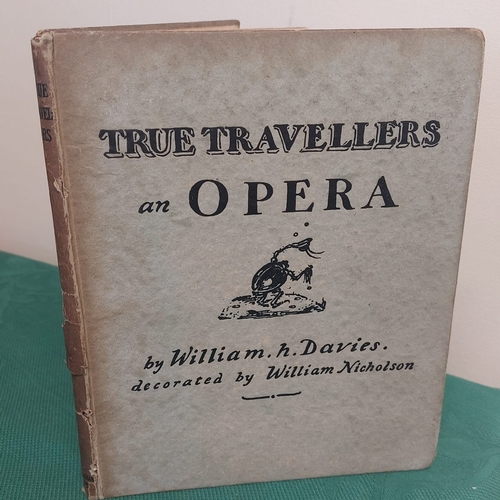 TRUE TRAVELLERS
an OPERA
by William. h. Davies.
decorated by William Nicholson